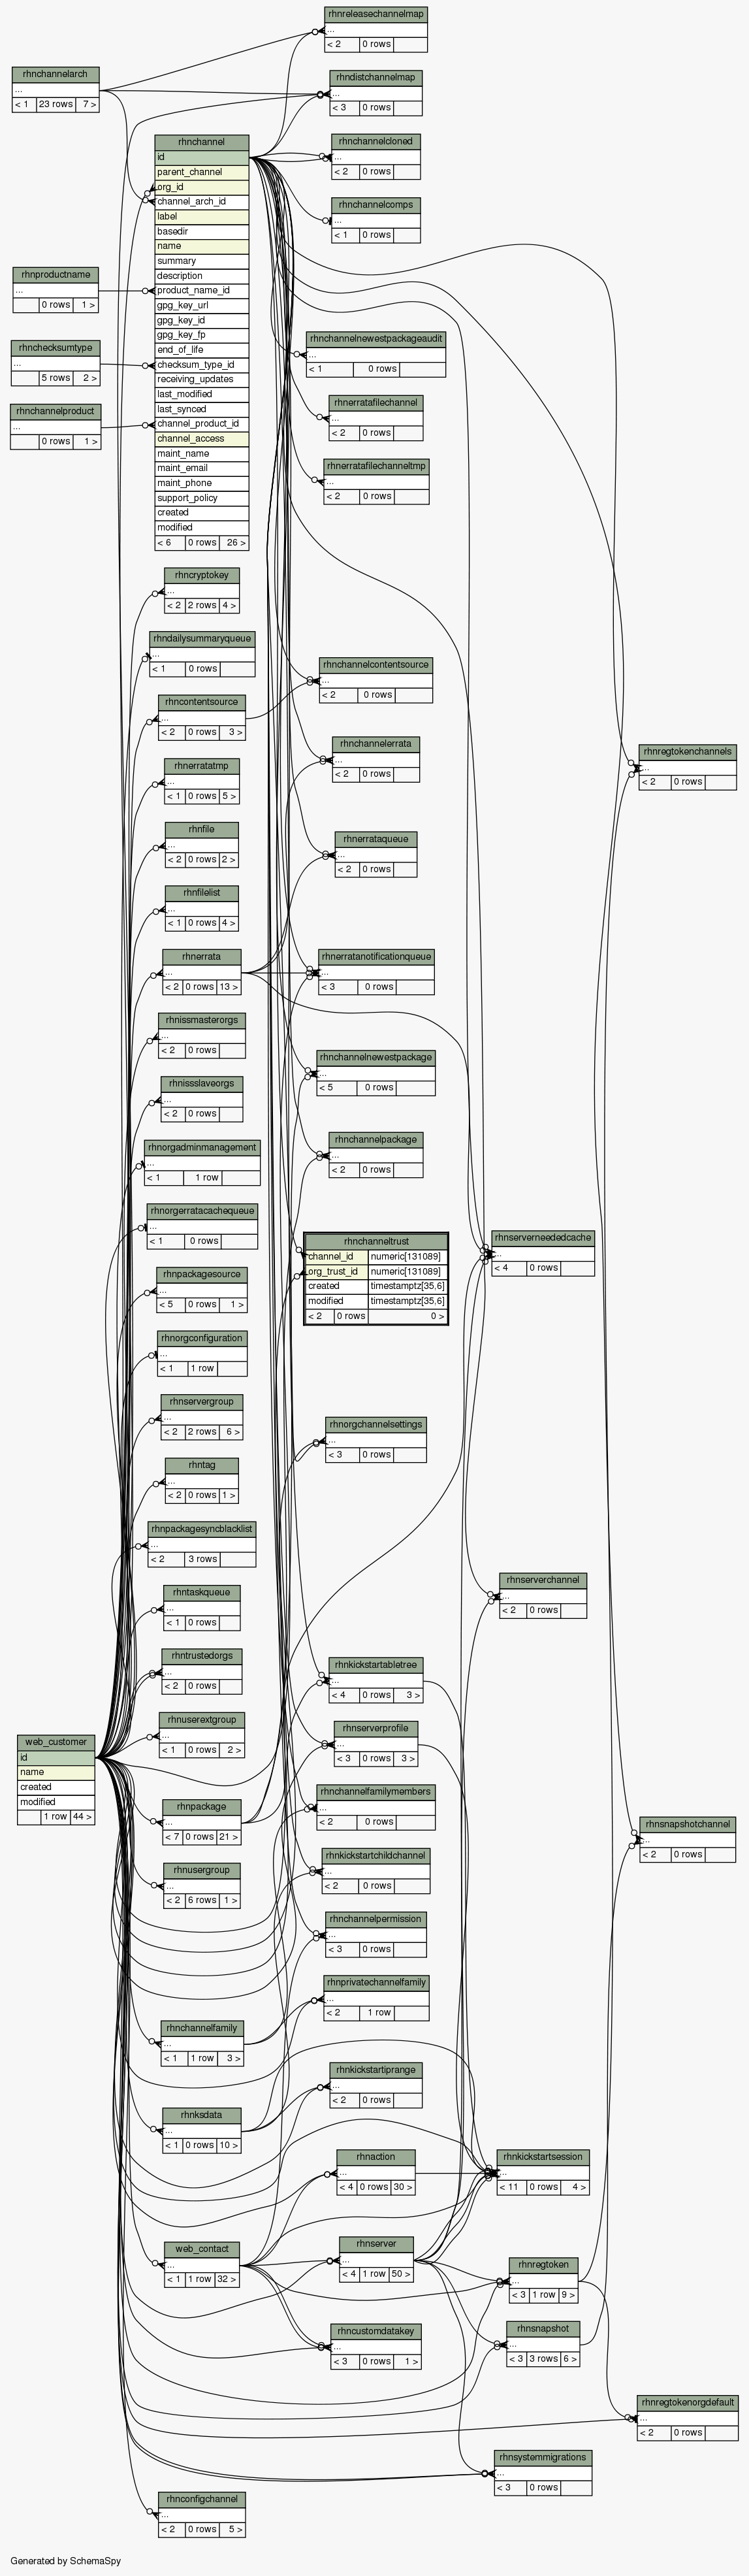 rhnreleasechannelmap
...
< 2 0 rows
rhnchannelarch
...
< 1 23 rows 7 >
rhndistchannelmap
...
< 3 0 rows
rhnchannel
id
parent_channel
org_id
channel_arch_id
label
basedir
name
summary
description
product_name_id
gpg_key_url
gpg_key_id
gpg_key_fp
end_of_life
checksum_type_id
receiving_updates
last_modified
last_synced
channel_product_id
channel_access
maint_name
maint_email
maint_phone
support_policy
created
modified
< 6 0 rows 26 >
rhnchannelcloned
...
< 2 0 rows
rhnchannelcomps
...
< 1 0 rows
rhnproductname
...
0 rows 1 >
rhnchecksumtype
...
5 rows 2 >
rhnchannelproduct
...
0 rows 1 >
rhnchannelnewestpackageaudit
...
< 1 0 rows
rhnerratafilechannel
...
< 2 0 rows
rhnerratafilechanneltmp
...
< 2 0 rows
rhncryptokey
...
< 2 2 rows 4 >
rhndailysummaryqueue
...
< 1 0 rows
rhnchannelcontentsource
...
< 2 0 rows
rhncontentsource
...
< 2 0 rows 3 >
rhnchannelerrata
...
< 2 0 rows
rhnregtokenchannels
...
< 2 0 rows
rhnerratatmp
...
< 1 0 rows 5 >
rhnfile
...
< 2 0 rows 2 >
rhnerrataqueue
...
< 2 0 rows
rhnfilelist
...
< 1 0 rows 4 >
rhnerrata
...
< 2 0 rows 13 >
rhnerratanotificationqueue
...
< 3 0 rows
rhnissmasterorgs
...
< 2 0 rows
rhnchannelnewestpackage
...
< 5 0 rows
rhnissslaveorgs
...
< 2 0 rows
rhnchannelpackage
...
< 2 0 rows
rhnorgadminmanagement
...
< 1 1 row
rhnorgerratacachequeue
...
< 1 0 rows
rhnchanneltrust
channel_id numeric[131089]
org_trust_id numeric[131089]
created timestamptz[35,6]
modified timestamptz[35,6]
< 2 0 rows 0 >
rhnserverneededcache
...
< 4 0 rows
rhnpackagesource
...
< 5 0 rows 1 >
rhnorgconfiguration
...
< 1 1 row
rhnservergroup
...
< 2 2 rows 6 >
rhnorgchannelsettings
...
< 3 0 rows
rhntag
...
< 2 0 rows 1 >
rhnpackagesyncblacklist
...
< 2 3 rows
rhnserverchannel
...
< 2 0 rows
rhntaskqueue
...
< 1 0 rows
rhntrustedorgs
...
< 2 0 rows
rhnkickstartabletree
...
< 4 0 rows 3 >
rhnuserextgroup
...
< 1 0 rows 2 >
rhnserverprofile
...
< 3 0 rows 3 >
web_customer
id
name
created
modified
1 row 44 >
rhnpackage
...
< 7 0 rows 21 >
rhnchannelfamilymembers
...
< 2 0 rows
rhnsnapshotchannel
...
< 2 0 rows
rhnusergroup
...
< 2 6 rows 1 >
rhnkickstartchildchannel
...
< 2 0 rows
rhnchannelpermission
...
< 3 0 rows
rhnprivatechannelfamily
...
< 2 1 row
rhnchannelfamily
...
< 1 1 row 3 >
rhnkickstartiprange
...
< 2 0 rows
rhnksdata
...
< 1 0 rows 10 >
rhnaction
...
< 4 0 rows 30 >
rhnkickstartsession
...
< 11 0 rows 4 >
web_contact
...
< 1 1 row 32 >
rhnserver
...
< 4 1 row 50 >
rhnregtoken
...
< 3 1 row 9 >
rhncustomdatakey
...
< 3 0 rows 1 >
rhnsnapshot
...
< 3 3 rows 6 >
rhnregtokenorgdefault
...
< 2 0 rows
rhnsystemmigrations
...
< 3 0 rows
rhnconfigchannel
...
< 2 0 rows 5 >
Generated by SchemaSpy